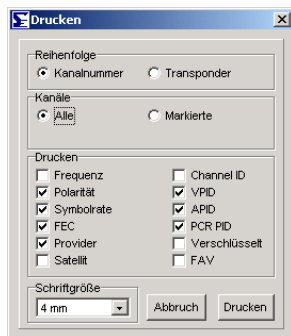 Drucken
Reihenfolge
Kanalnummer Transponder
Kanäle
Alle Markierte
Drucken
Frequenz Channel ID
Polarität VPID
Symbolrate APID
FEC PCR PID
Provider Verschlüsselt
Satellit FAV
Schriftgröße
4 mm Abbruch Drucken